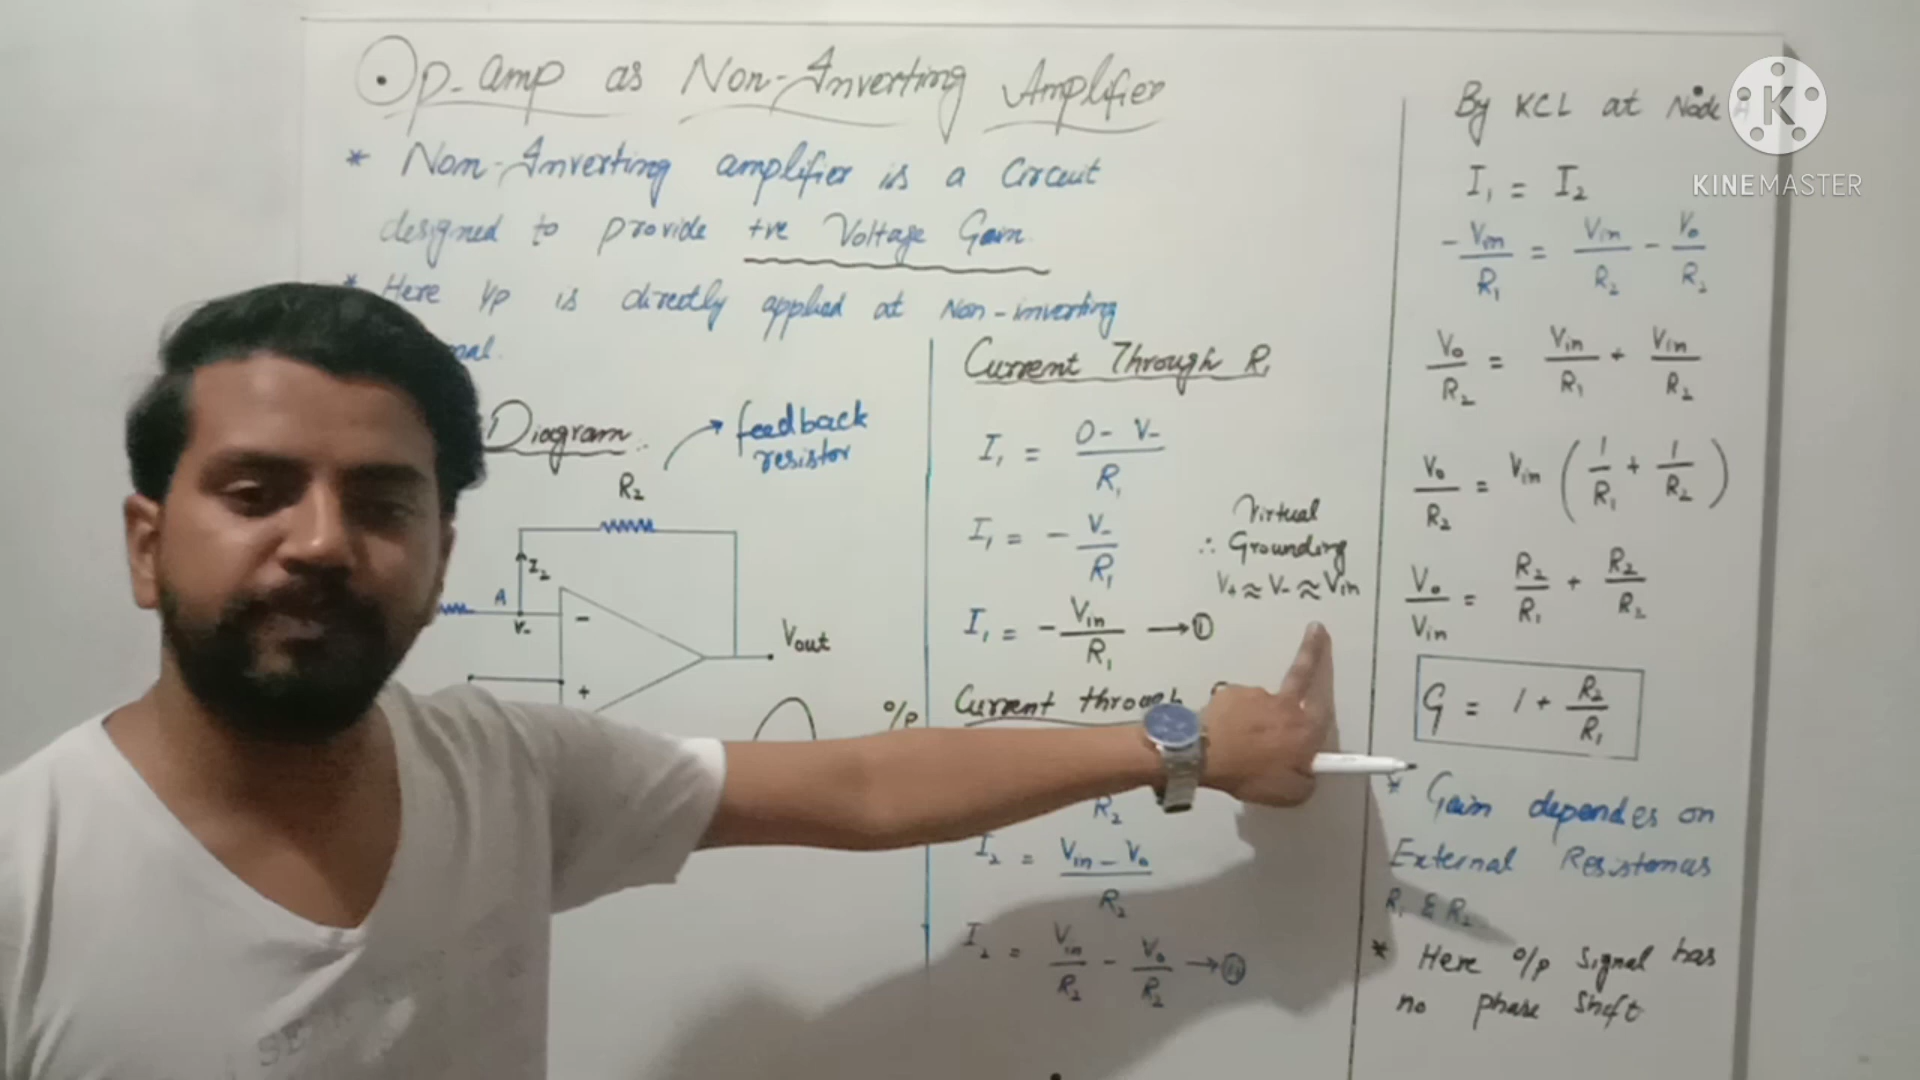 Op-Amp as Non-Inverting Amplifier
* Non-Inverting amplifier is a Circuit
designed to provide +ve Voltage Gain
* Here i/p is directly applied at Non-inverting
Diagram
feedback
resistor
R2
I2
A
V-
-
+
Vout
o/p
Current Through R1
I1 = 0 - V- / R1
I1 = - V- / R1
I1 = - Vin / R1 → ①
Virtual
∴ Grounding
V+ ≈ V- ≈ Vin
Current through
R2
I2 = Vin - Vo / R2
I2 = Vin / R2 - Vo / R2 → ②
By KCL at Node A
I1 = I2
- Vin / R1 = Vin / R2 - Vo / R2
Vo / R2 = Vin / R1 + Vin / R2
Vo / R2 = Vin ( 1 / R1 + 1 / R2 )
Vo / Vin = R2 / R1 + R2 / R2
G = 1 + R2 / R1
* Gain dependes on
External Resistances
R1 & R2
* Here o/p Signal has
no phase Shift
K
KINEMASTER